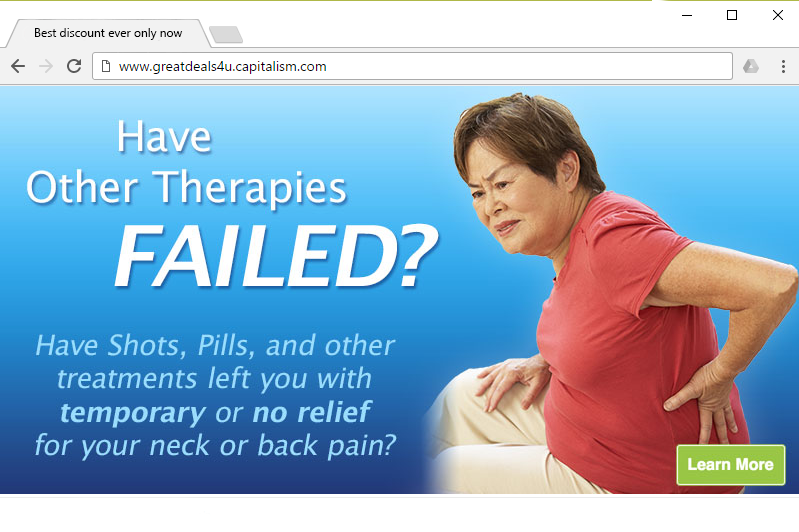 Best discount ever only now
www.greatdeals4u.capitalism.com
Have
Other Therapies
FAILED?
Have Shots, Pills, and other
treatments left you with
temporary or no relief
for your neck or back pain?
Learn More